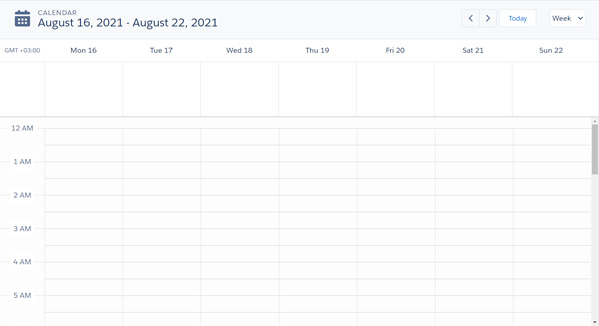 CALENDAR
August 16, 2021 - August 22, 2021
Today
Week
GMT +03:00 Mon 16 Tue 17 Wed 18 Thu 19 Fri 20 Sat 21 Sun 22
12 AM
1 AM
2 AM
3 AM
4 AM
5 AM